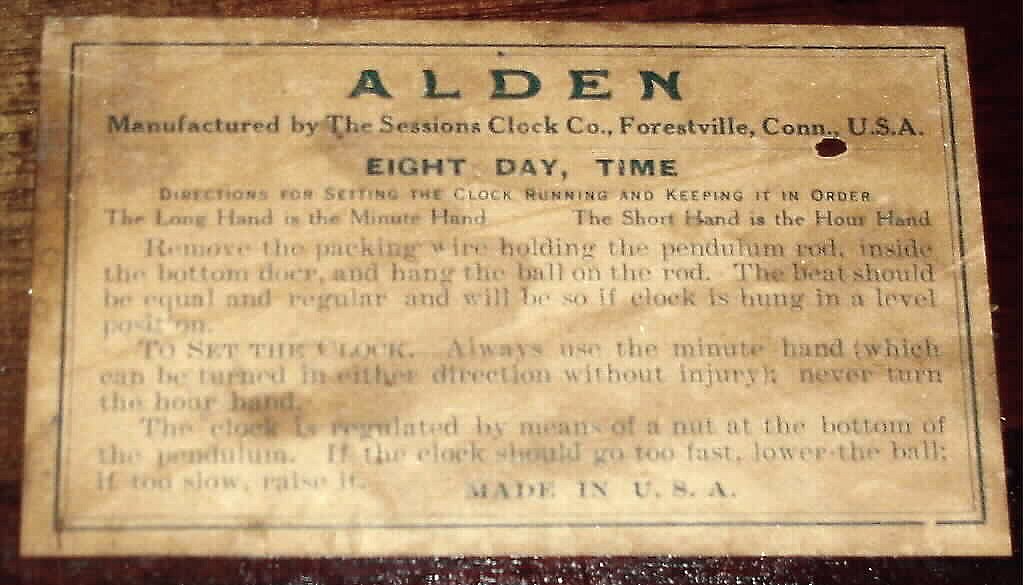 ALDEN
Manufactured by The Sessions Clock Co., Forestville, Conn., U.S.A.
EIGHT DAY, TIME
DIRECTIONS FOR SETTING THE CLOCK RUNNING AND KEEPING IT IN ORDER
The Long Hand is the Minute Hand The Short Hand is the Hour Hand
Remove the packing wire holding the pendulum rod, inside
the bottom door, and hang the ball on the rod. The beat should
be equal and regular and will be so if clock is hung in a level
position.
TO SET THE CLOCK. Always use the minute hand (which
can be turned in either direction without injury); never turn
the hour hand.
The clock is regulated by means of a nut at the bottom of
the pendulum. If the clock should go too fast, lower the ball;
if too slow, raise it.
MADE IN U. S. A.